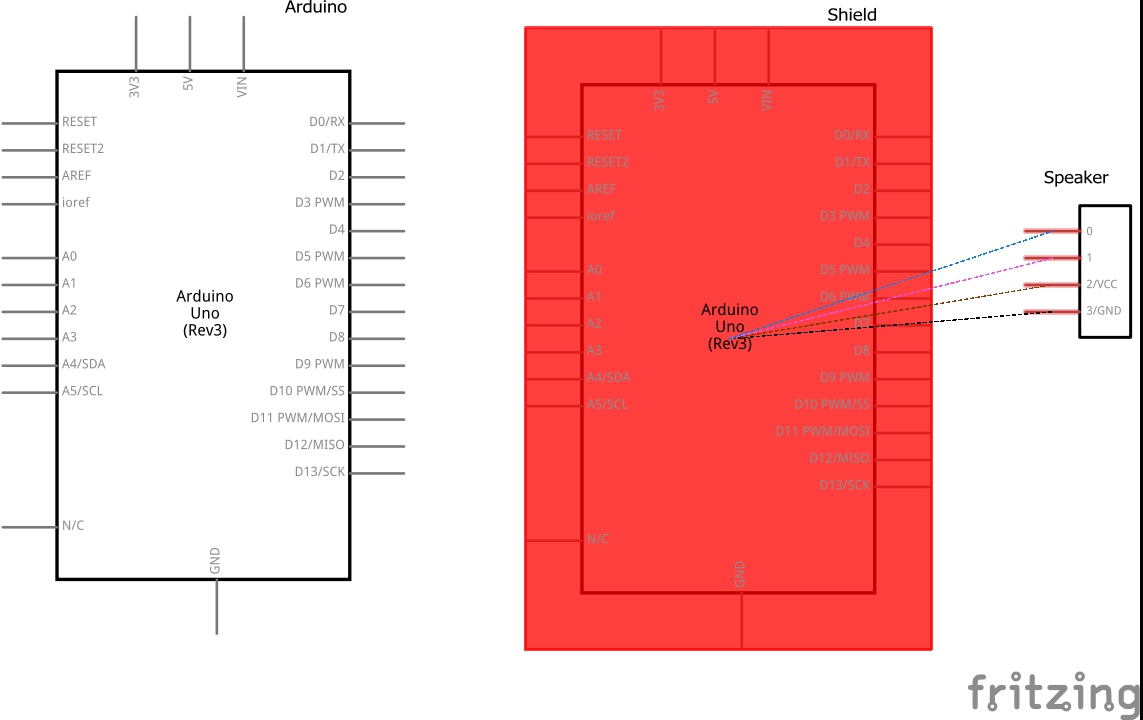 Arduino
3V3
5V
VIN
RESET
RESET2
AREF
ioref
A0
A1
A2
A3
A4/SDA
A5/SCL
N/C
D0/RX
D1/TX
D2
D3 PWM
D4
D5 PWM
D6 PWM
D7
D8
D9 PWM
D10 PWM/SS
D11 PWM/MOSI
D12/MISO
D13/SCK
Arduino
Uno
(Rev3)
GND
Shield
3V3
5V
VIN
RESET
RESET2
AREF
ioref
A0
A1
A2
A3
A4/SDA
A5/SCL
N/C
D0/RX
D1/TX
D2
D3 PWM
D4
D5 PWM
D6 PWM
D7
D8
D9 PWM
D10 PWM/SS
D11 PWM/MOSI
D12/MISO
D13/SCK
Arduino
Uno
(Rev3)
GND
Speaker
0
1
2/VCC
3/GND
fritzing